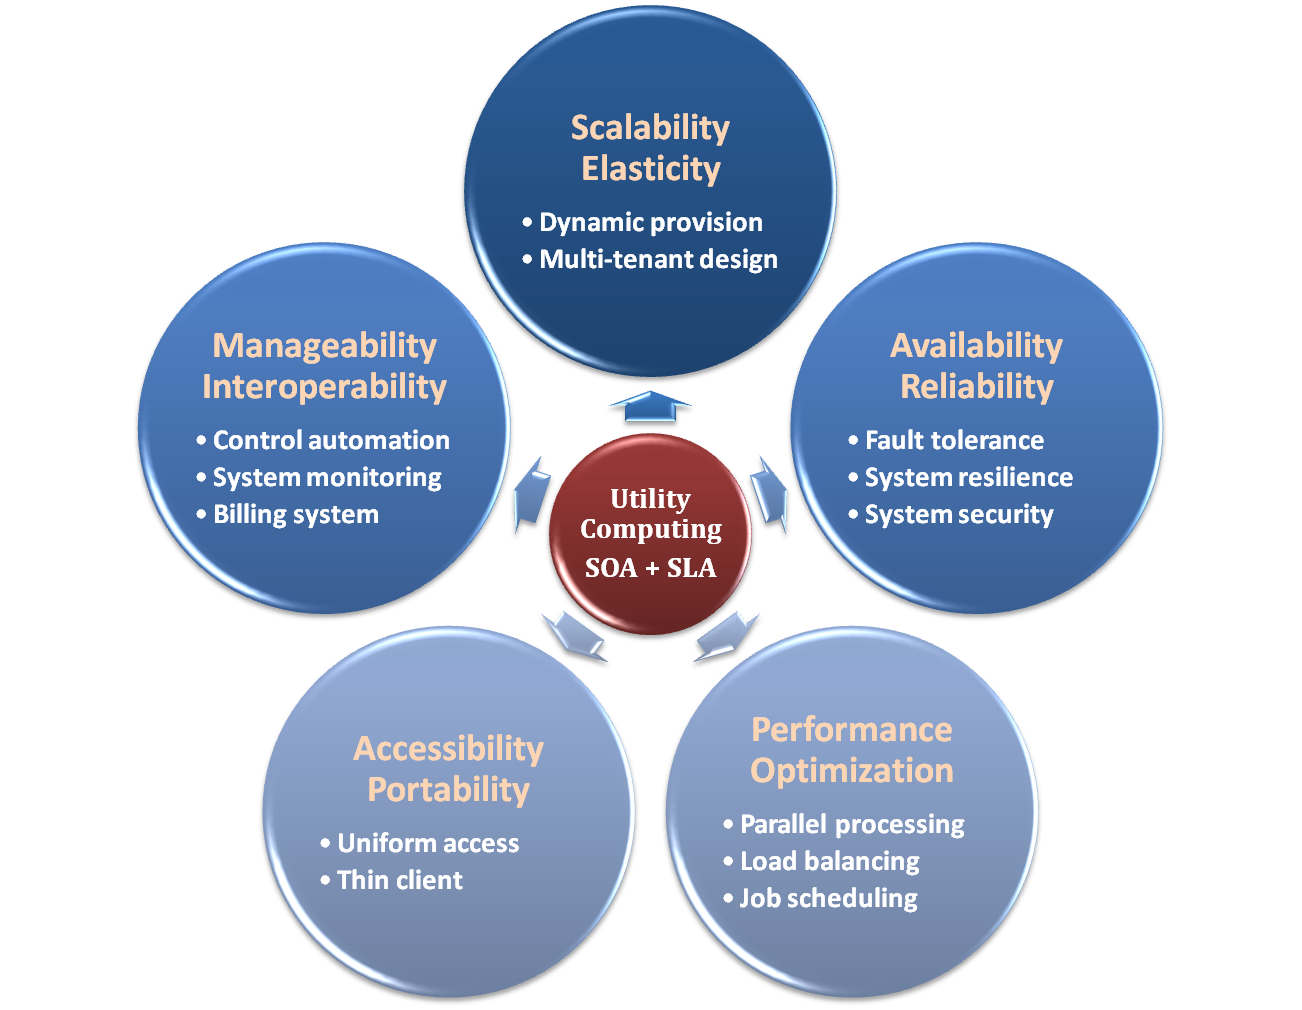 Scalability
Elasticity
• Dynamic provision
• Multi-tenant design
Manageability
Interoperability
• Control automation
• System monitoring
• Billing system
Availability
Reliability
• Fault tolerance
• System resilience
• System security
Utility
Computing
SOA + SLA
Accessibility
Portability
• Uniform access
• Thin client
Performance
Optimization
• Parallel processing
• Load balancing
• Job scheduling